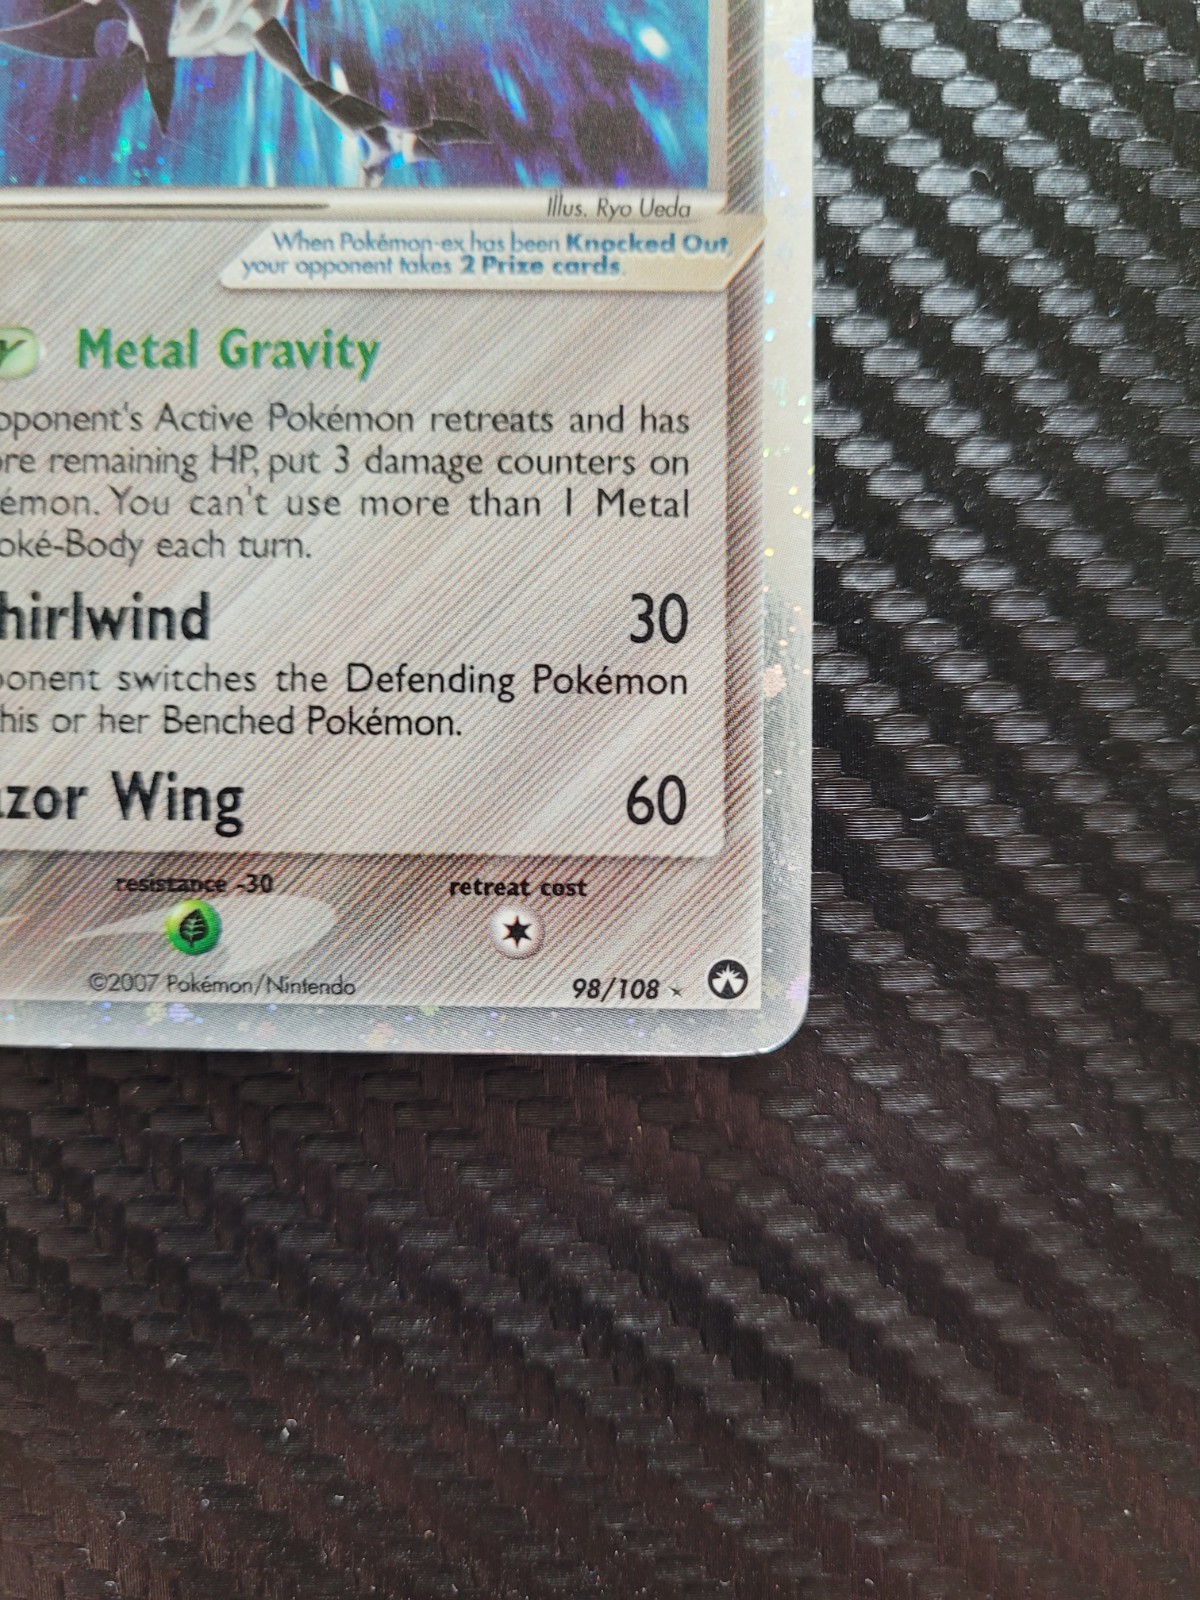 Illus. Ryo Ueda
When Pokémon-ex has been Knocked Out,
your opponent takes 2 Prize cards.
y Metal Gravity
pponent's Active Pokémon retreats and has
re remaining HP, put 3 damage counters on
émon. You can't use more than 1 Metal
oké-Body each turn.
hirlwind 30
onent switches the Defending Pokémon
his or her Benched Pokémon.
zor Wing 60
resistance -30 retreat cost
©2007 Pokémon/Nintendo 98/108 ★